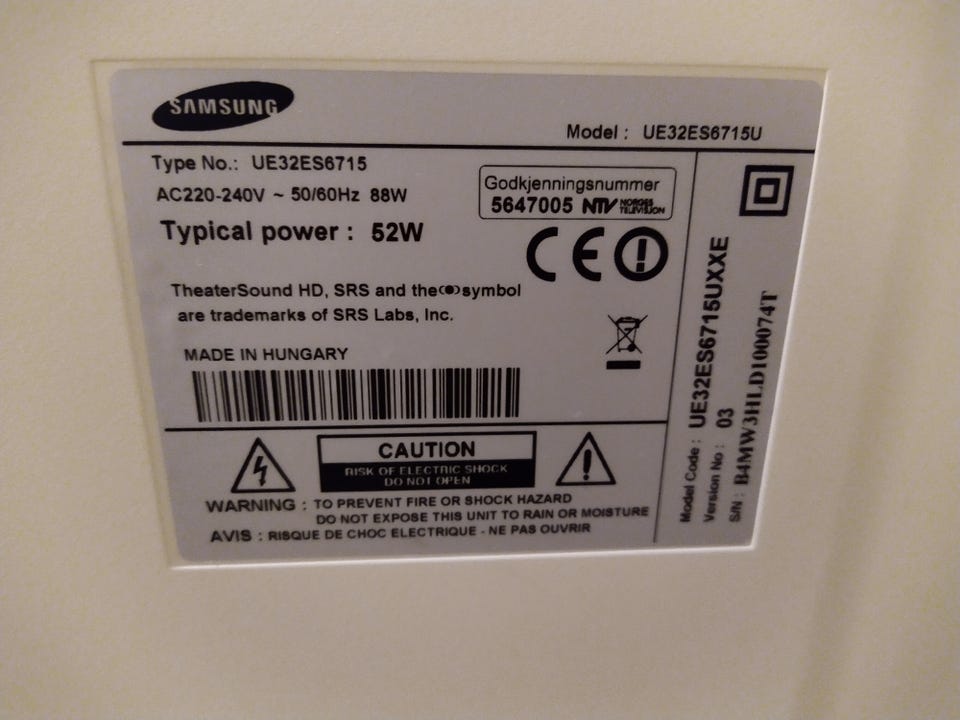 SAMSUNG
Model : UE32ES6715U
Type No.: UE32ES6715
AC220-240V ~ 50/60Hz 88W
Typical power : 52W
Godkjenningsnummer
5647005 NTV NORGES TELEVISJON
CE
TheaterSound HD, SRS and the symbol
are trademarks of SRS Labs, Inc.
MADE IN HUNGARY
CAUTION
RISK OF ELECTRIC SHOCK
DO NOT OPEN
WARNING : TO PREVENT FIRE OR SHOCK HAZARD
DO NOT EXPOSE THIS UNIT TO RAIN OR MOISTURE
AVIS : RISQUE DE CHOC ELECTRIQUE - NE PAS OUVRIR
Model Code : UE32ES6715UXXE
Version No : 03
S/N : B4MW3HLD100074T